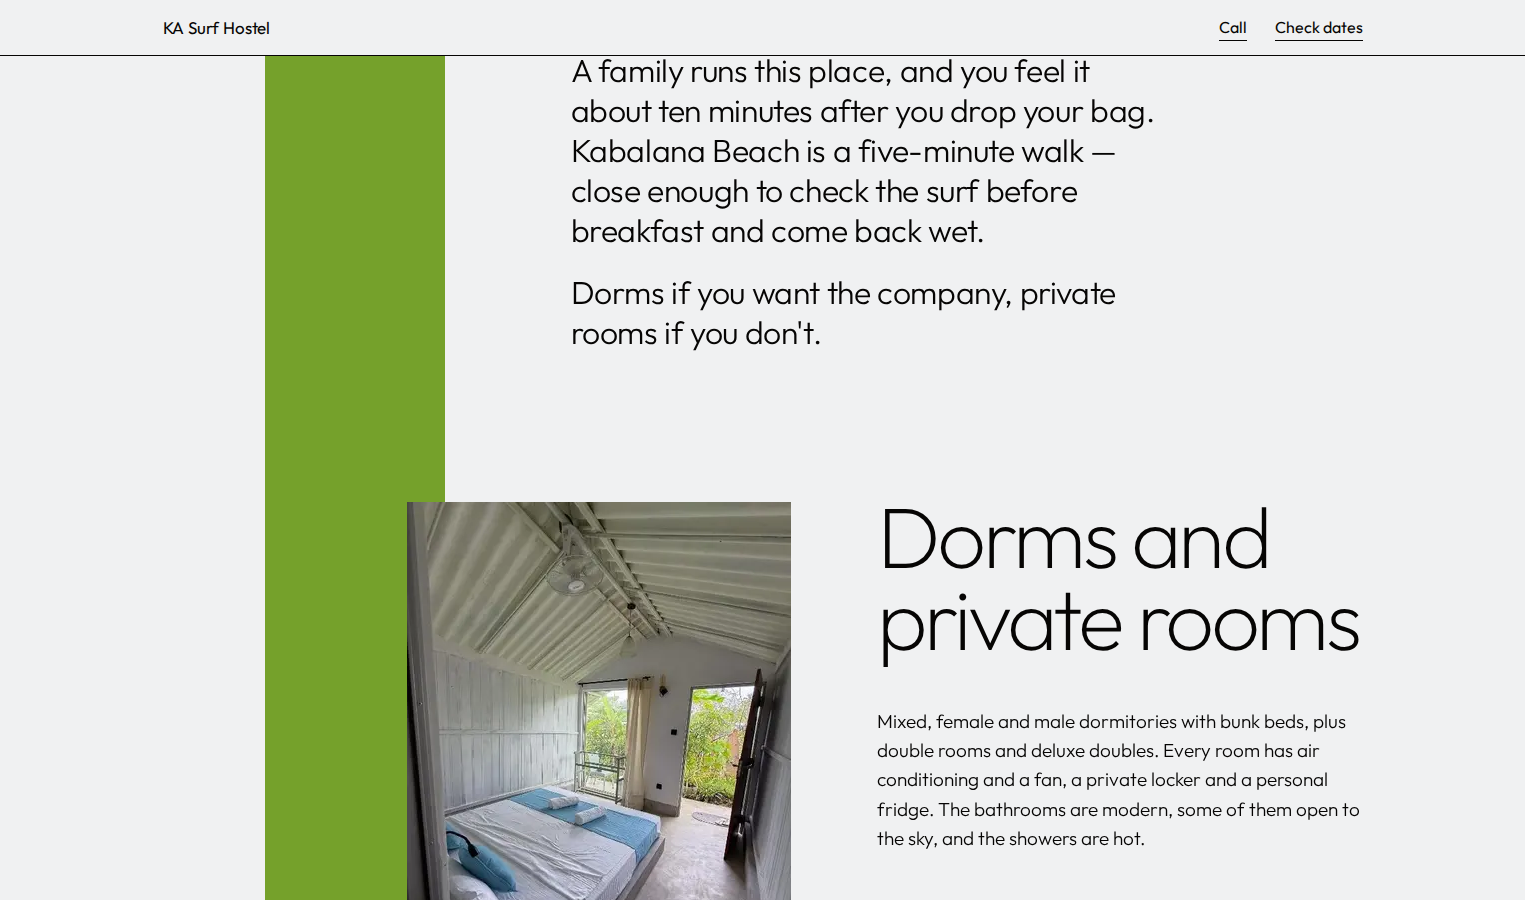 KA Surf Hostel
Call
Check dates
A family runs this place, and you feel it
about ten minutes after you drop your bag.
Kabalana Beach is a five-minute walk —
close enough to check the surf before
breakfast and come back wet.
Dorms if you want the company, private
rooms if you don't.
Dorms and
private rooms
Mixed, female and male dormitories with bunk beds, plus
double rooms and deluxe doubles. Every room has air
conditioning and a fan, a private locker and a personal
fridge. The bathrooms are modern, some of them open to
the sky, and the showers are hot.